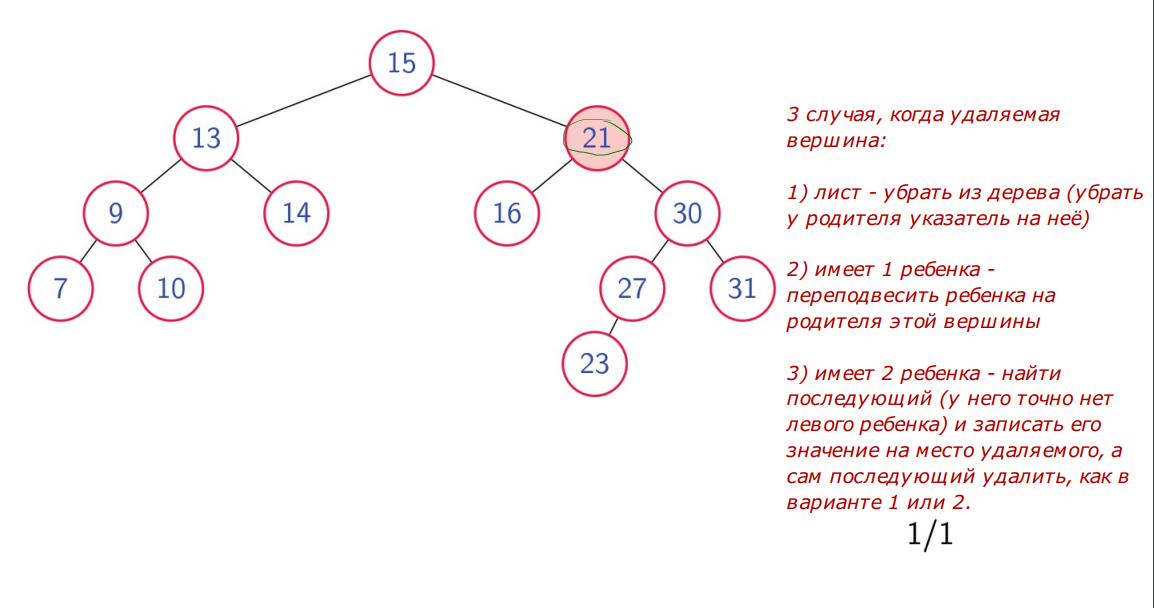 15
13
21
9
14
16
30
7
10
27
31
23
3 случая, когда удаляемая
вершина:
1) лист - убрать из дерева (убрать
у родителя указатель на неё)
2) имеет 1 ребенка -
переподвесить ребенка на
родителя этой вершины
3) имеет 2 ребенка - найти
последующий (у него точно нет
левого ребенка) и записать его
значение на место удаляемого, а
сам последующий удалить, как в
варианте 1 или 2.
1/1